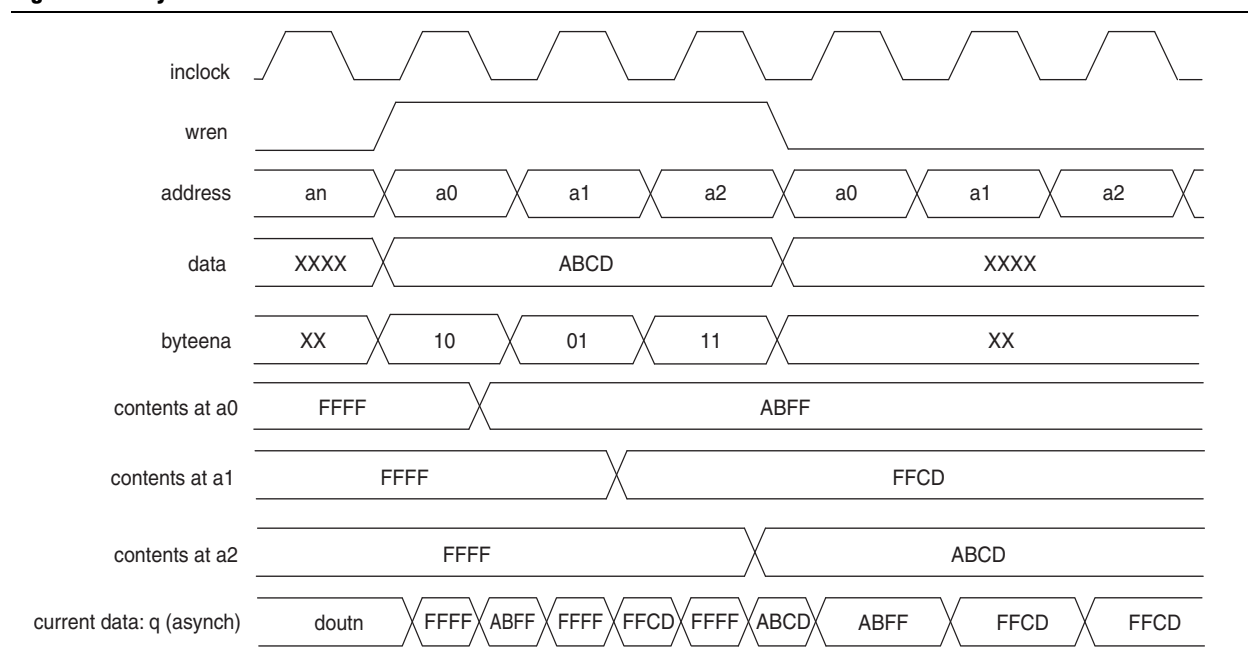 inclock
wren
address an a0 a1 a2 a0 a1 a2
data XXXX ABCD XXXX
byteena XX 10 01 11 XX
contents at a0 FFFF ABFF
contents at a1 FFFF FFCD
contents at a2 FFFF ABCD
current data: q (asynch) doutn FFFF ABFF FFFF FFCD FFFF ABCD ABFF FFCD FFCD